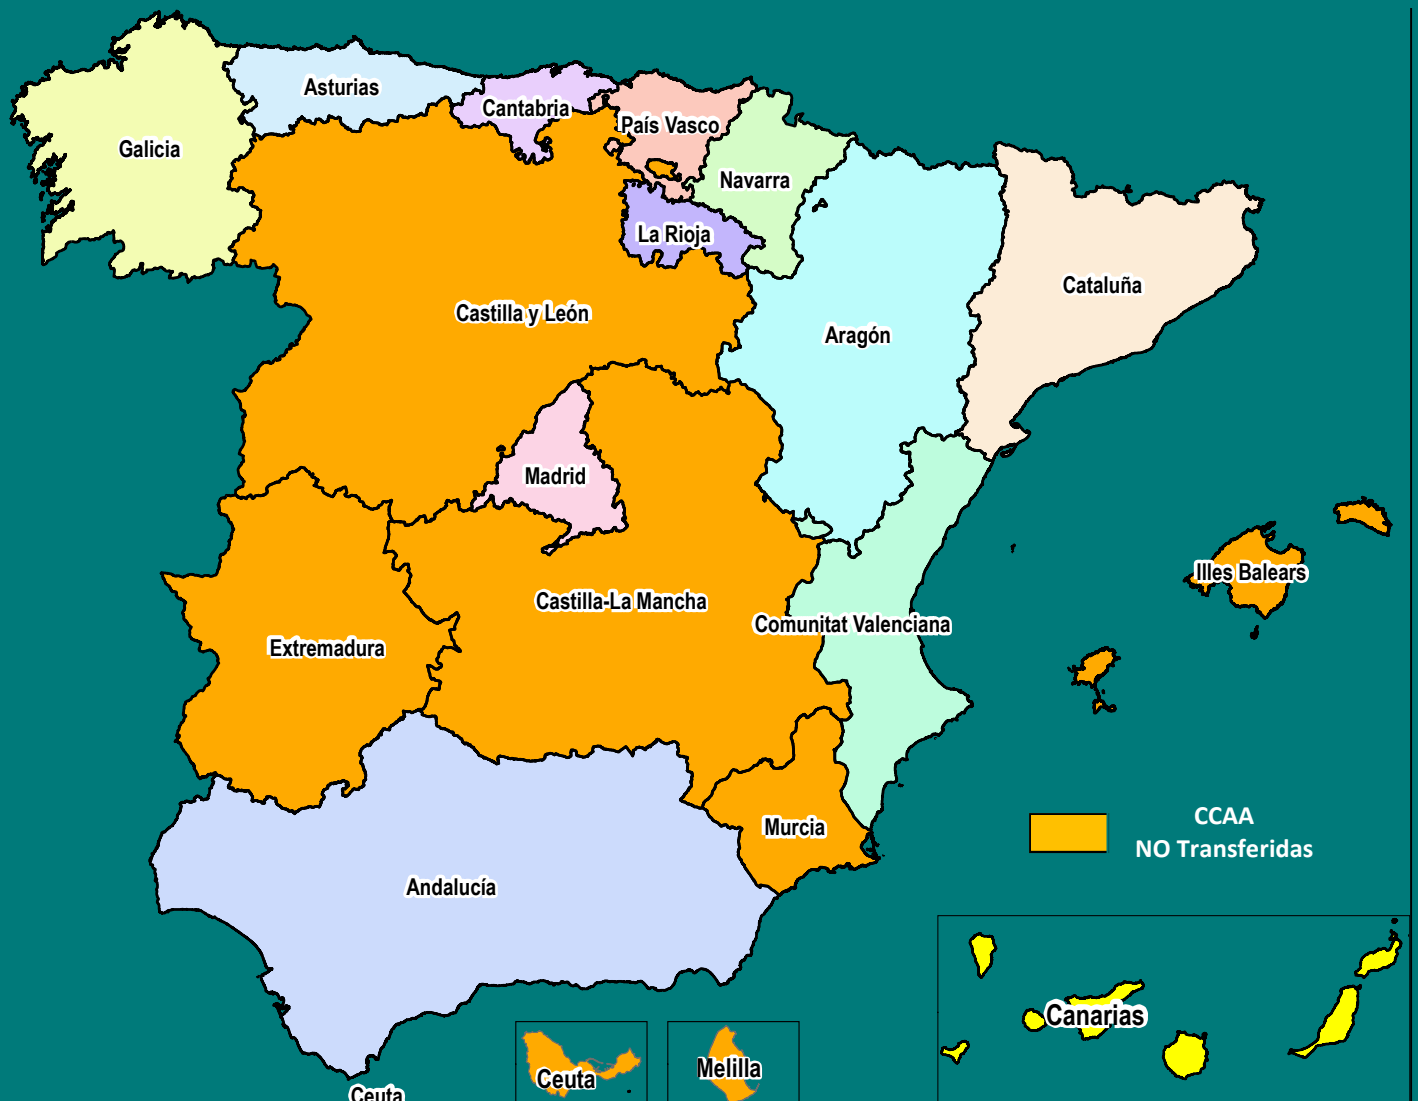 Asturias
Cantabria
País Vasco
Galicia
Navarra
La Rioja
Cataluña
Castilla y León
Aragón
Madrid
Illes Balears
Castilla-La Mancha
Comunitat Valenciana
Extremadura
CCAA
NO Transferidas
Murcia
Andalucía
Canarias
Melilla
Ceuta
Ceuta